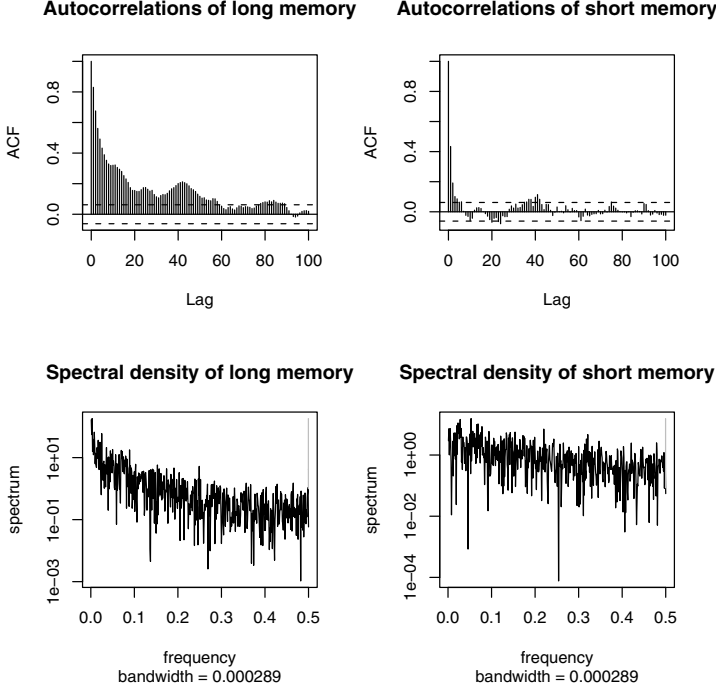 Autocorrelations of long memory
ACF
0.0
0.4
0.8
0 20 40 60 80 100
Lag
Autocorrelations of short memory
ACF
0.0
0.4
0.8
0 20 40 60 80 100
Lag
Spectral density of long memory
spectrum
1e−03
1e−01
1e+01
0.0 0.1 0.2 0.3 0.4 0.5
frequency
bandwidth = 0.000289
Spectral density of short memory
spectrum
1e−04
1e−02
1e+00
0.0 0.1 0.2 0.3 0.4 0.5
frequency
bandwidth = 0.000289